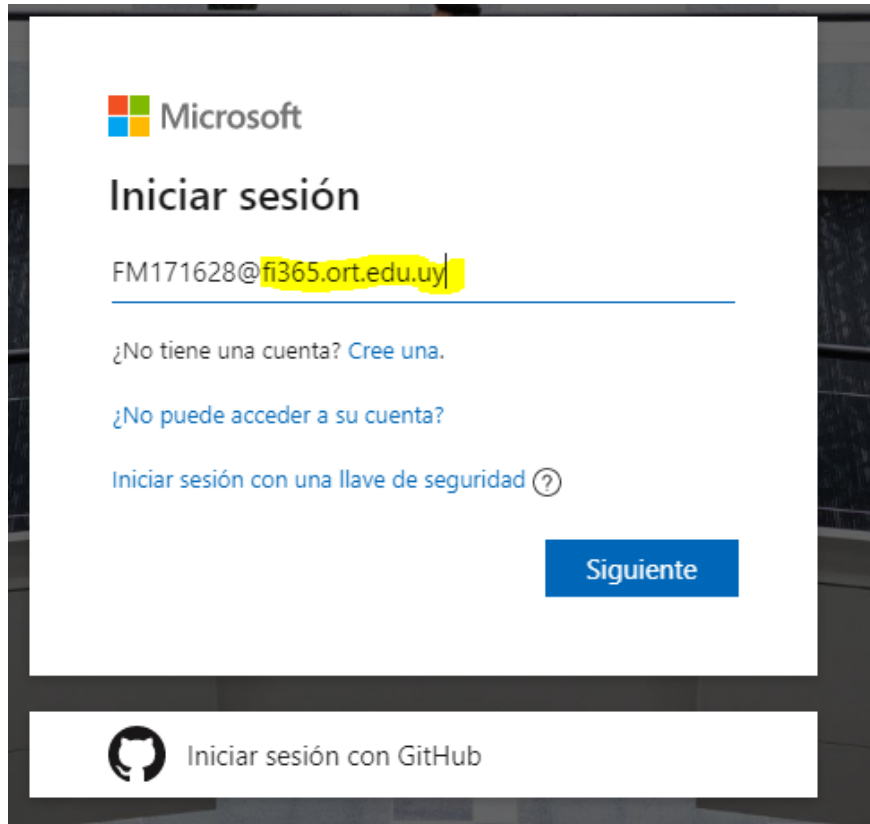 Microsoft
Iniciar sesión
FM171628@fi365.ort.edu.uy
¿No tiene una cuenta? Cree una.
¿No puede acceder a su cuenta?
Iniciar sesión con una llave de seguridad ?
Siguiente
Iniciar sesión con GitHub